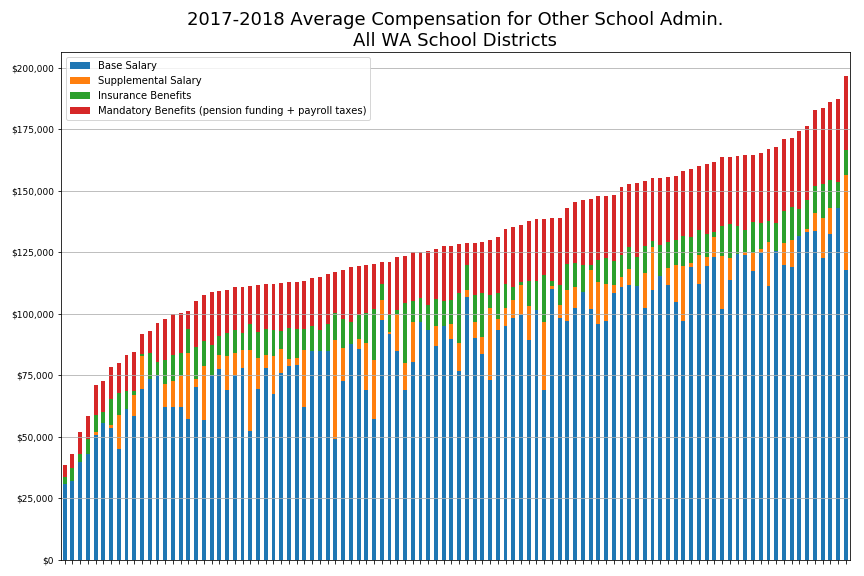 2017-2018 Average Compensation for Other School Admin.
All WA School Districts
Base Salary
Supplemental Salary
Insurance Benefits
Mandatory Benefits (pension funding + payroll taxes)
$200,000
$175,000
$150,000
$125,000
$100,000
$75,000
$50,000
$25,000
$0